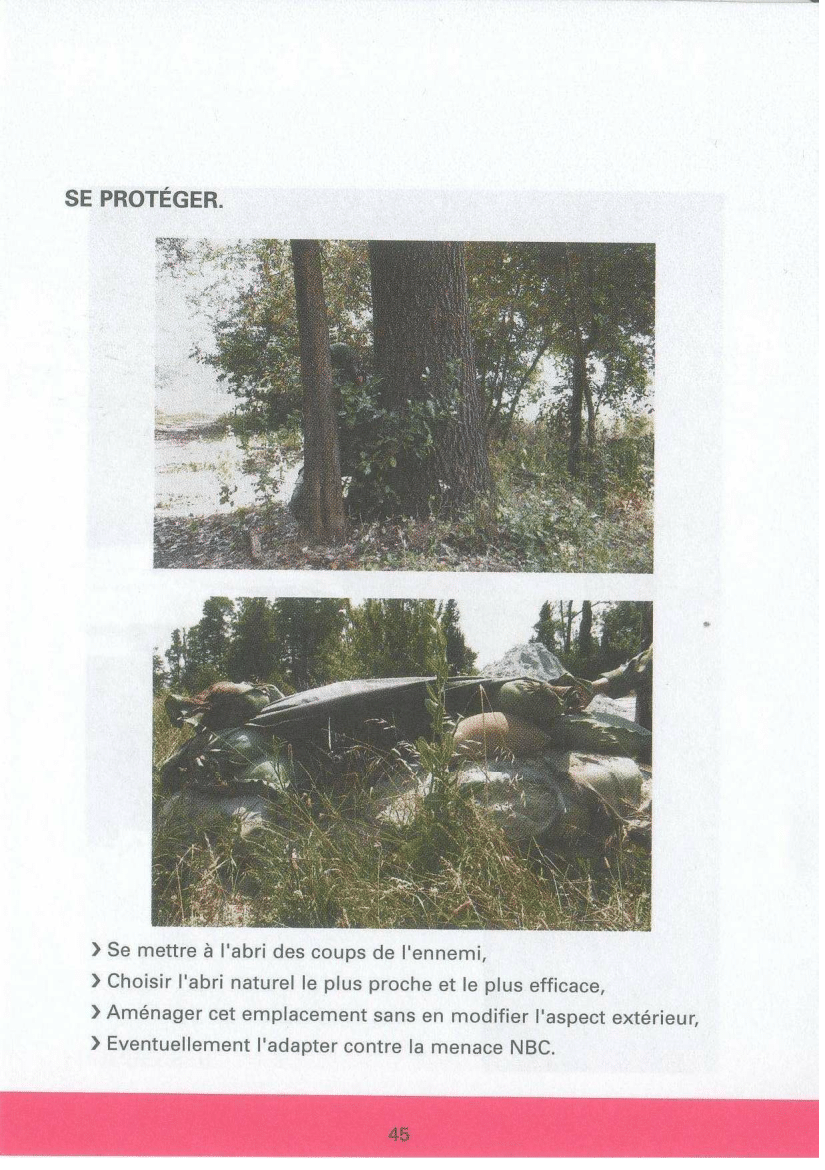 SE PROTÉGER.
❯ Se mettre à l'abri des coups de l'ennemi,
❯ Choisir l'abri naturel le plus proche et le plus efficace,
❯ Aménager cet emplacement sans en modifier l'aspect extérieur,
❯ Eventuellement l'adapter contre la menace NBC.
45